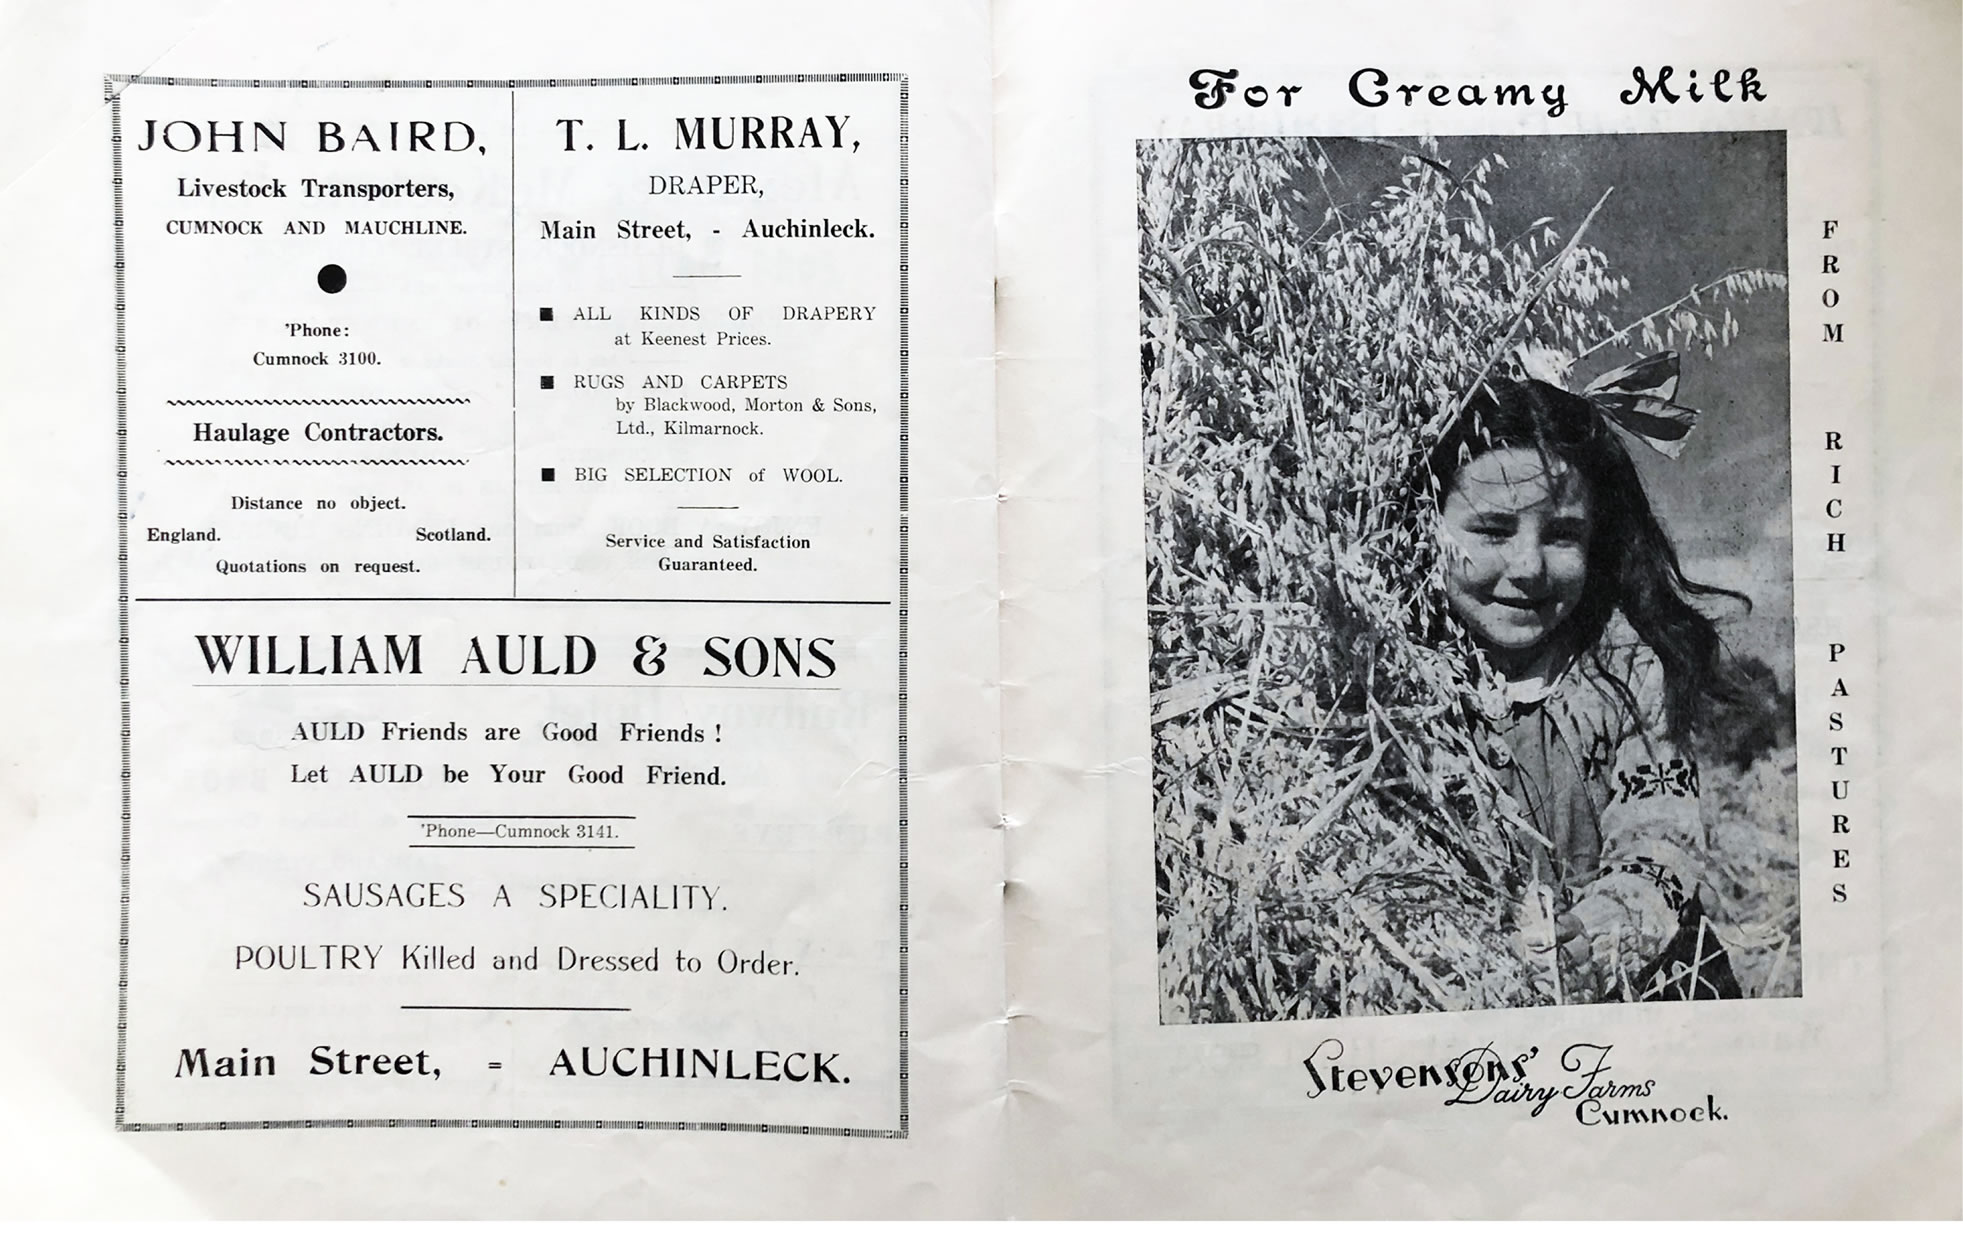 JOHN BAIRD,
Livestock Transporters,
CUMNOCK AND MAUCHLINE.
'Phone:
Cumnock 3100.
Haulage Contractors.
Distance no object.
England. Scotland.
Quotations on request.
T. L. MURRAY,
DRAPER,
Main Street, - Auchinleck.
ALL KINDS OF DRAPERY
at Keenest Prices.
RUGS AND CARPETS
by Blackwood, Morton & Sons,
Ltd., Kilmarnock.
BIG SELECTION of WOOL.
Service and Satisfaction
Guaranteed.
WILLIAM AULD & SONS
AULD Friends are Good Friends !
Let AULD be Your Good Friend.
'Phone—Cumnock 3141.
SAUSAGES A SPECIALITY.
POULTRY Killed and Dressed to Order.
Main Street, = AUCHINLECK.
For Creamy Milk
FROM RICH PASTURES
Stevensons'
Dairy Farms
Cumnock.